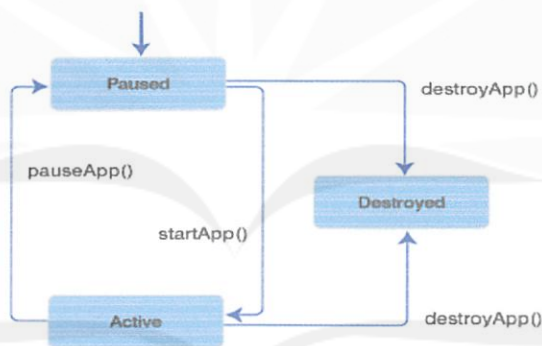 Paused
destroyApp()
pauseApp()
Destroyed
startApp()
Active
destroyApp()